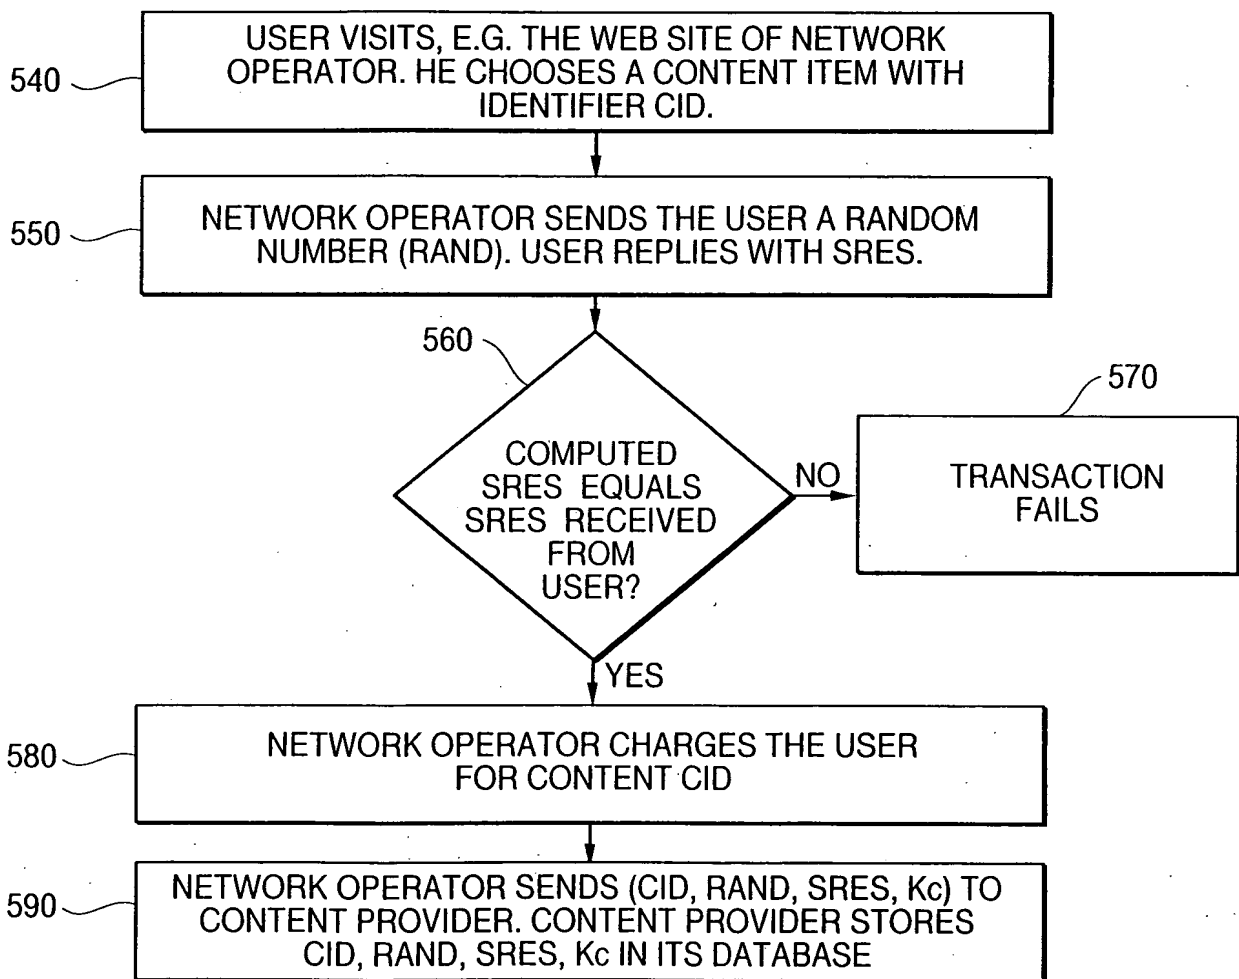 USER VISITS, E.G. THE WEB SITE OF NETWORK
OPERATOR. HE CHOOSES A CONTENT ITEM WITH
IDENTIFIER CID.
540
NETWORK OPERATOR SENDS THE USER A RANDOM
NUMBER (RAND). USER REPLIES WITH SRES.
550
560
COMPUTED
SRES EQUALS
SRES RECEIVED
FROM
USER?
NO
570
TRANSACTION
FAILS
YES
580
NETWORK OPERATOR CHARGES THE USER
FOR CONTENT CID
590
NETWORK OPERATOR SENDS (CID, RAND, SRES, Kc) TO
CONTENT PROVIDER. CONTENT PROVIDER STORES
CID, RAND, SRES, Kc IN ITS DATABASE